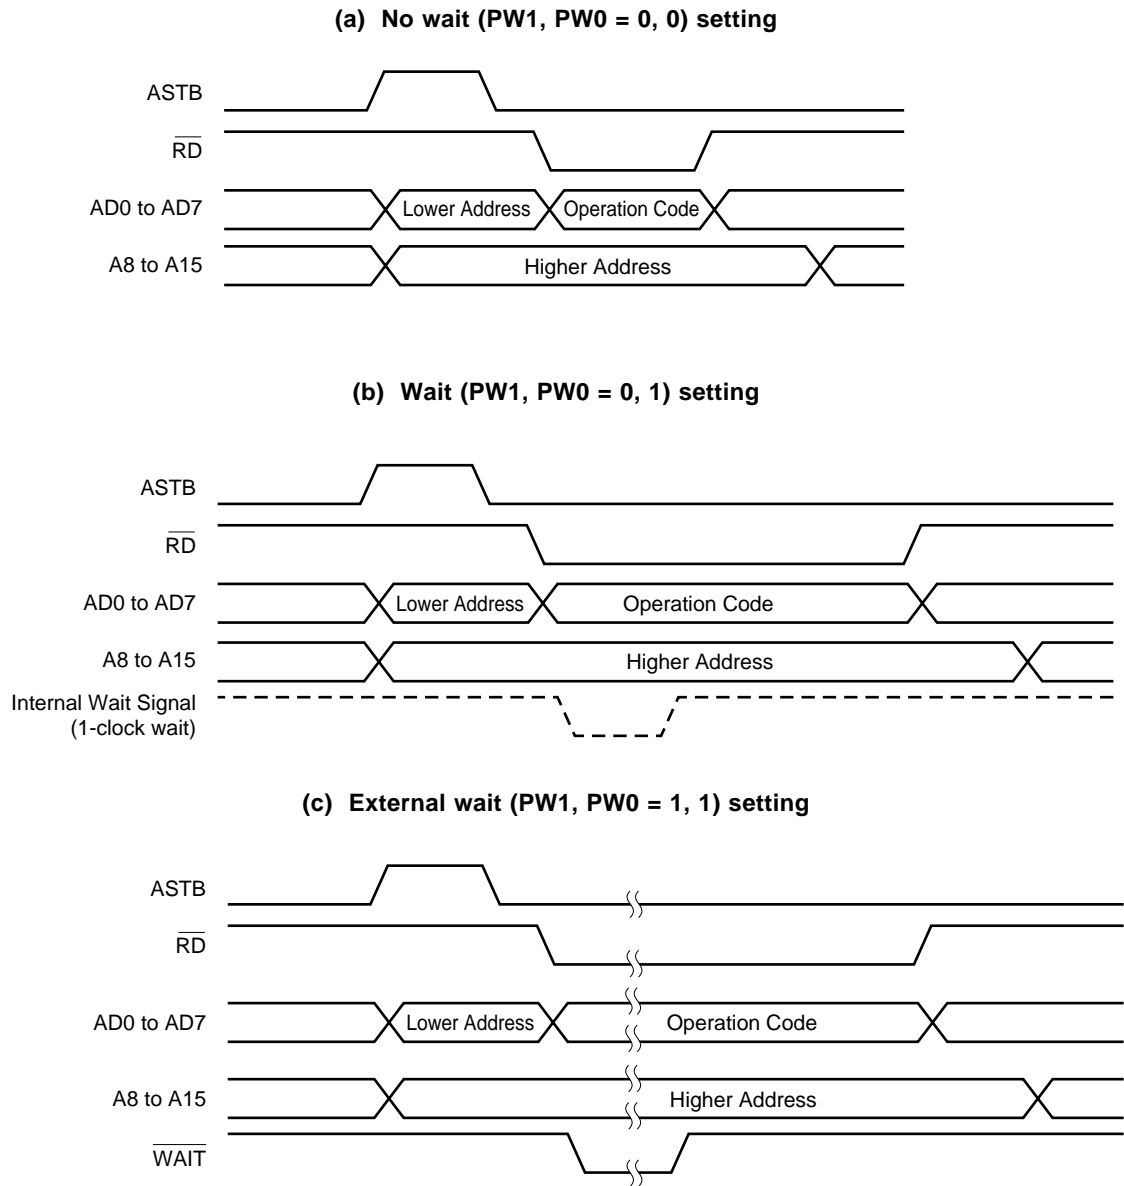 (a) No wait (PW1, PW0 = 0, 0) setting
ASTB
RD
AD0 to AD7
Lower Address
Operation Code
A8 to A15
Higher Address
(b) Wait (PW1, PW0 = 0, 1) setting
ASTB
RD
AD0 to AD7
Lower Address
Operation Code
A8 to A15
Higher Address
Internal Wait Signal
(1-clock wait)
(c) External wait (PW1, PW0 = 1, 1) setting
ASTB
RD
AD0 to AD7
Lower Address
Operation Code
A8 to A15
Higher Address
WAIT